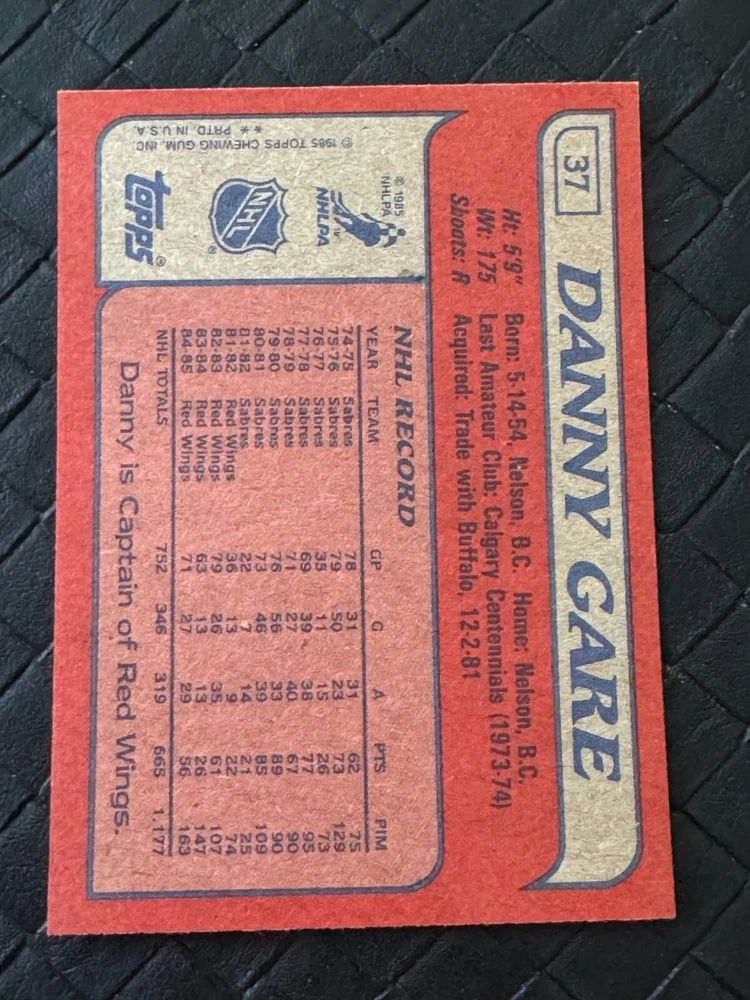 37 DANNY GARE
Ht: 5'9" Born: 5-14-54, Nelson, B.C. Home: Nelson, B.C.
Wt: 175 Last Amateur Club: Calgary Centennials (1973-74)
Shoots: R Acquired: Trade with Buffalo, 12-2-81
© 1985 NHLPA
NHLPA
NHL ®
topps ®
© 1985 TOPPS CHEWING GUM, INC.
** PRTD. IN U.S.A.
NHL RECORD
YEAR TEAM GP G A PTS PIM
74-75 Sabres 78 31 31 62 75
75-76 Sabres 79 50 23 73 129
76-77 Sabres 35 11 15 26 73
77-78 Sabres 69 39 38 77 95
78-79 Sabres 71 27 40 67 90
79-80 Sabres 76 56 33 89 90
80-81 Sabres 73 46 39 85 109
81-82 Sabres 22 7 14 21 25
81-82 Red Wings 36 13 9 22 74
82-83 Red Wings 79 26 35 61 107
83-84 Red Wings 63 13 13 26 147
84-85 Red Wings 71 27 29 56 163
NHL TOTALS 752 346 319 665 1,177
Danny is Captain of Red Wings.